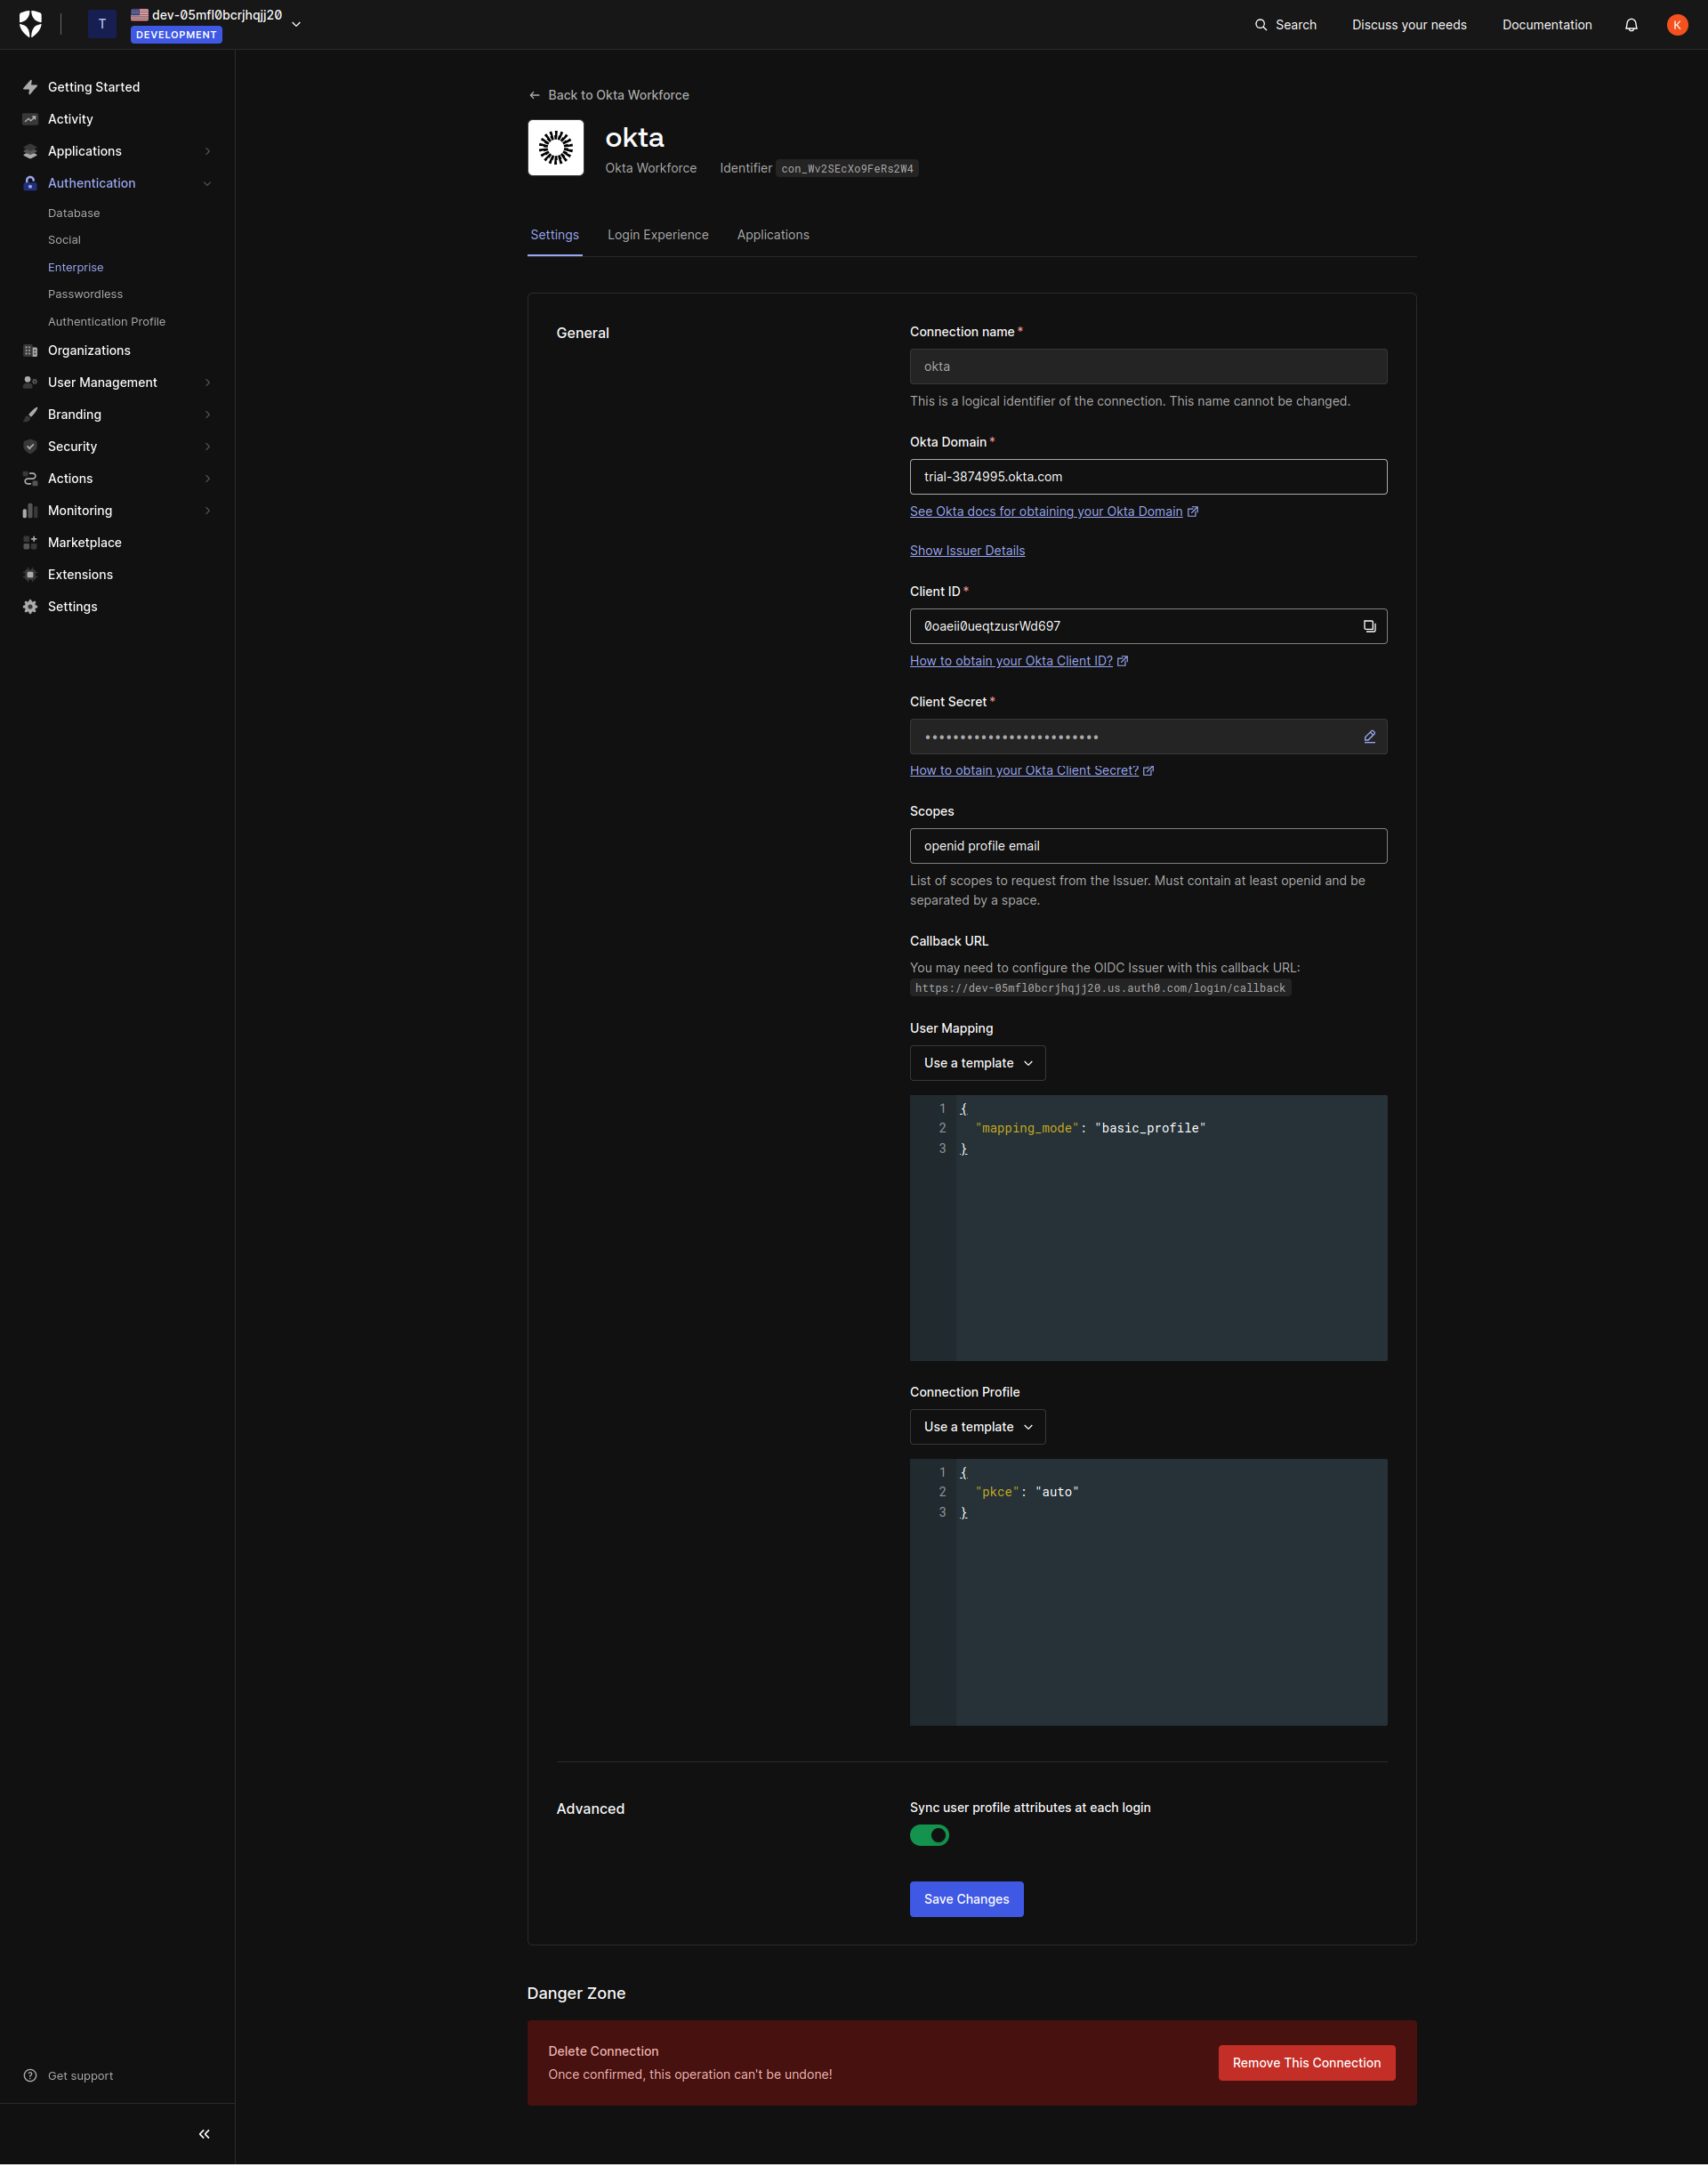 T
dev-05mfl0bcrjhqjj20
DEVELOPMENT
Search
Discuss your needs
Documentation
K
Getting Started
Activity
Applications
Authentication
Database
Social
Enterprise
Passwordless
Authentication Profile
Organizations
User Management
Branding
Security
Actions
Monitoring
Marketplace
Extensions
Settings
Get support
Back to Okta Workforce
okta
Okta Workforce
Identifier con_Wv2SEcXo9FeRs2W4
Settings
Login Experience
Applications
General
Connection name *
okta
This is a logical identifier of the connection. This name cannot be changed.
Okta Domain *
trial-3874995.okta.com
See Okta docs for obtaining your Okta Domain
Show Issuer Details
Client ID *
0oaeii0ueqtzusrWd697
How to obtain your Okta Client ID?
Client Secret *
•••••••••••••••••••••••••
How to obtain your Okta Client Secret?
Scopes
openid profile email
List of scopes to request from the Issuer. Must contain at least openid and be
separated by a space.
Callback URL
You may need to configure the OIDC Issuer with this callback URL:
https://dev-05mfl0bcrjhqjj20.us.auth0.com/login/callback
User Mapping
Use a template
1 {
2 "mapping_mode": "basic_profile"
3 }
Connection Profile
Use a template
1 {
2 "pkce": "auto"
3 }
Advanced
Sync user profile attributes at each login
Save Changes
Danger Zone
Delete Connection
Once confirmed, this operation can't be undone!
Remove This Connection